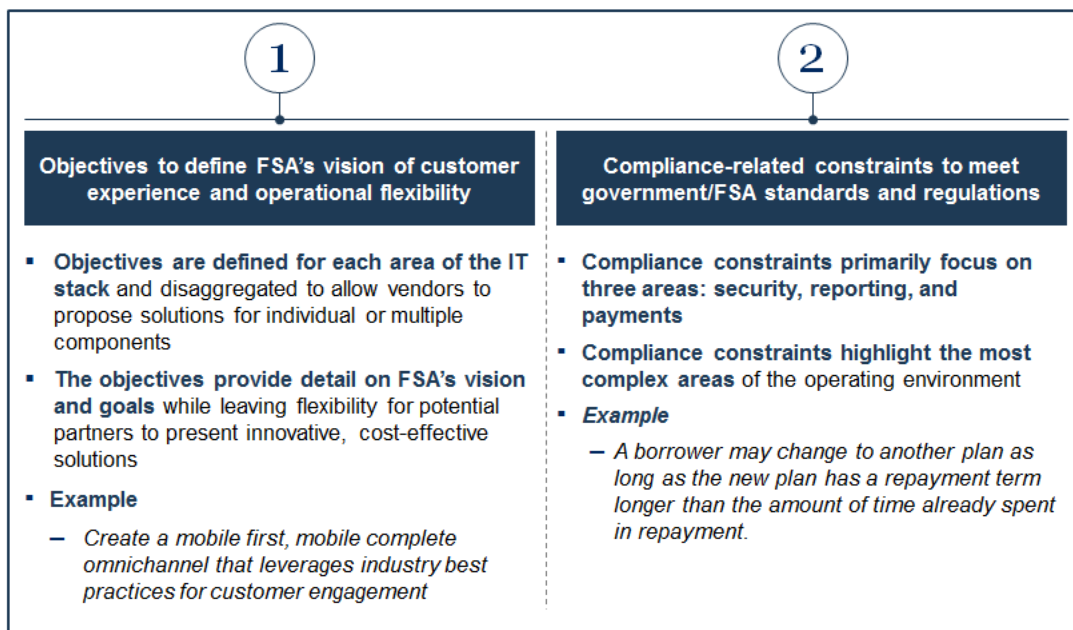 1
Objectives to define FSA's vision of customer
experience and operational flexibility
▪ Objectives are defined for each area of the IT
stack and disaggregated to allow vendors to
propose solutions for individual or multiple
components
▪ The objectives provide detail on FSA's vision
and goals while leaving flexibility for potential
partners to present innovative, cost-effective
solutions
▪ Example
– Create a mobile first, mobile complete
omnichannel that leverages industry best
practices for customer engagement
2
Compliance-related constraints to meet
government/FSA standards and regulations
▪ Compliance constraints primarily focus on
three areas: security, reporting, and
payments
▪ Compliance constraints highlight the most
complex areas of the operating environment
▪ Example
– A borrower may change to another plan as
long as the new plan has a repayment term
longer than the amount of time already spent
in repayment.